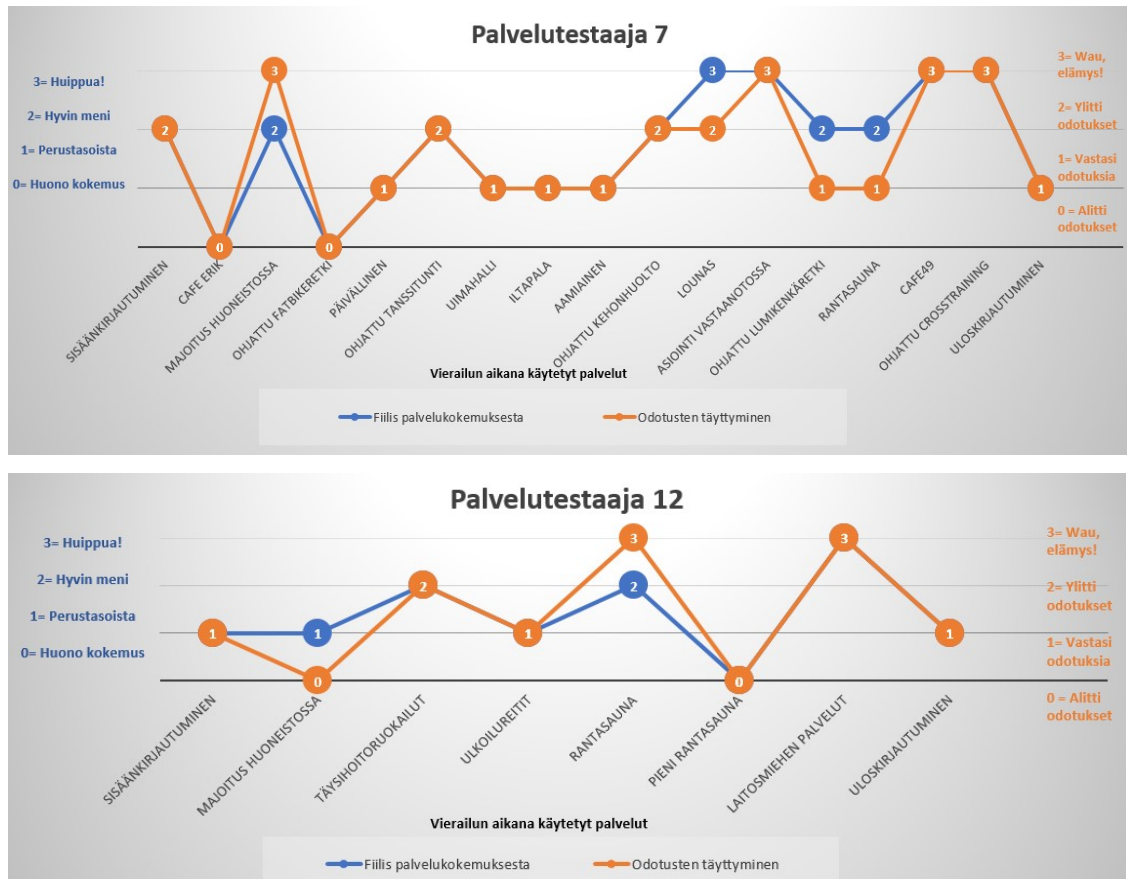 Palvelutestaaja 7
3= Huippua!
2= Hyvin meni
1= Perustasoista
0= Huono kokemus
3= Wau,
elämys!
2= Ylitti
odotukset
1= Vastasi
odotuksia
0 = Alitti
odotukset
2
0
3
2
0
1
2
1
1
1
2
3
2
3
2
1
2
1
3
3
1
SISÄÄNKIRJAUTUMINEN
CAFE ERIK
MAJOITUS HUONEISTOSSA
OHJATTU FATBIKERETKI
PÄIVÄLLINEN
OHJATTU TANSSITUNTI
UIMAHALLI
ILTAPALA
AAMIAINEN
OHJATTU KEHONHUOLTO
LOUNAS
ASIOINTI VASTAANOTOSSA
OHJATTU LUMIKENKÄRETKI
RANTASAUNA
CAFE49
OHJATTU CROSSTRAINING
ULOSKIRJAUTUMINEN
Vierailun aikana käytetyt palvelut
Fiilis palvelukokemuksesta
Odotusten täyttyminen
Palvelutestaaja 12
3= Huippua!
2= Hyvin meni
1= Perustasoista
0= Huono kokemus
3= Wau,
elämys!
2= Ylitti
odotukset
1= Vastasi
odotuksia
0 = Alitti
odotukset
1
1
0
2
1
3
2
0
3
1
SISÄÄNKIRJAUTUMINEN
MAJOITUS HUONEISTOSSA
TÄYSIHOITORUOKAILUT
ULKOILUREITIT
RANTASAUNA
PIENI RANTASAUNA
LAITOSMIEHEN PALVELUT
ULOSKIRJAUTUMINEN
Vierailun aikana käytetyt palvelut
Fiilis palvelukokemuksesta
Odotusten täyttyminen